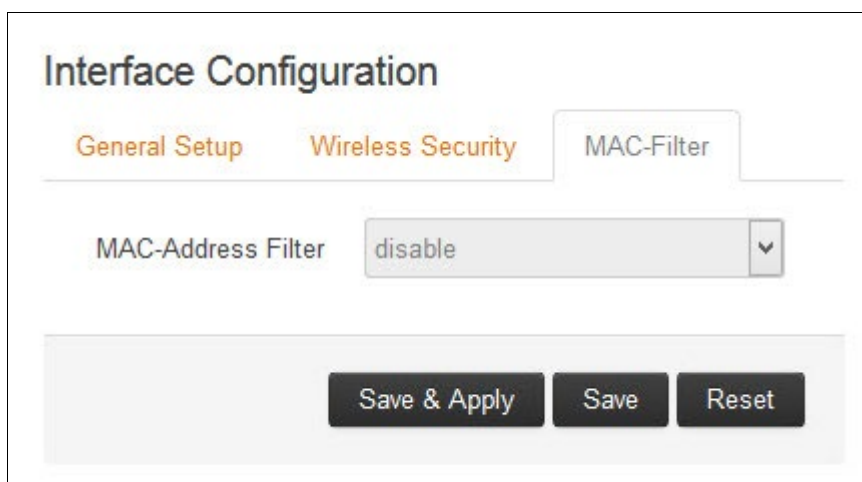 Interface Configuration
General Setup Wireless Security MAC-Filter
MAC-Address Filter disable
Save & Apply Save Reset